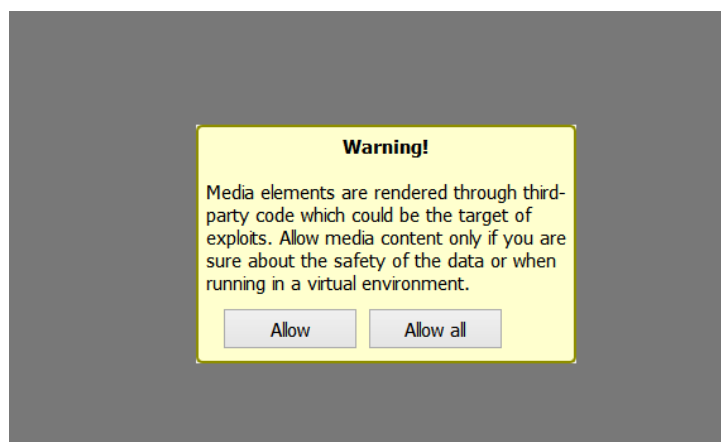 Warning!
Media elements are rendered through third-
party code which could be the target of
exploits. Allow media content only if you are
sure about the safety of the data or when
running in a virtual environment.
Allow
Allow all